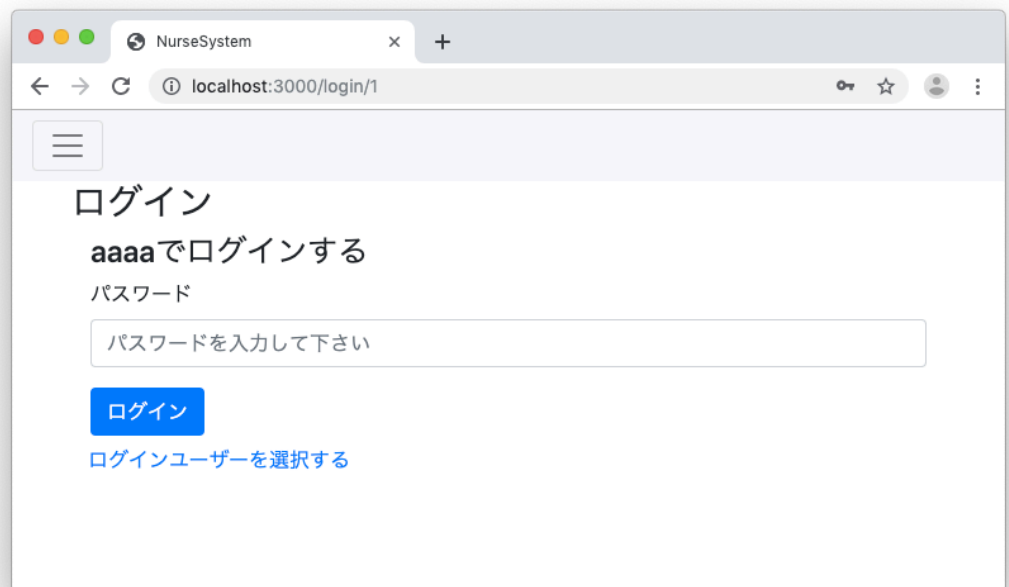 NurseSystem
localhost:3000/login/1
ログイン
aaaaでログインする
パスワード
パスワードを入力して下さい
ログイン
ログインユーザーを選択する